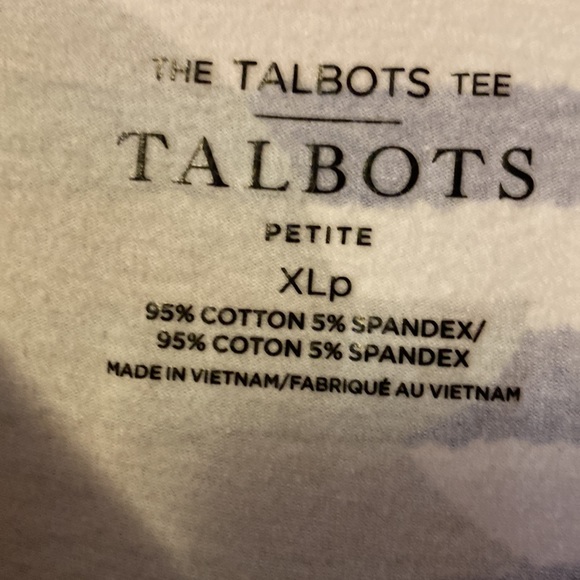 THE TALBOTS TEE
TALBOTS
PETITE
XLp
95% COTTON 5% SPANDEX/
95% COTON 5% SPANDEX
MADE IN VIETNAM/FABRIQUÉ AU VIETNAM